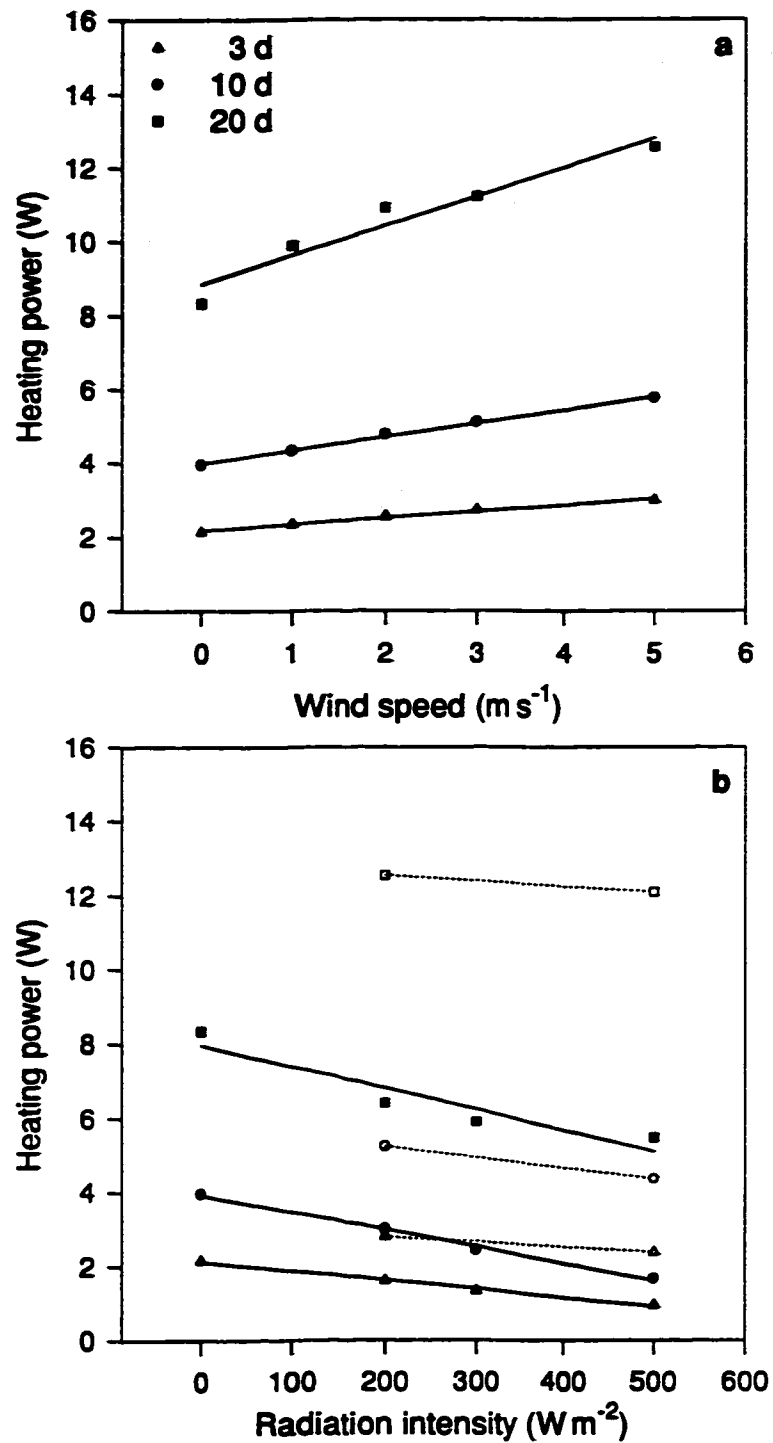 16
14
12
10
8
6
4
2
0
Heating power (W)
a
3 d
10 d
20 d
0 1 2 3 4 5 6
Wind speed (m s⁻¹)
16
14
12
10
8
6
4
2
0
Heating power (W)
b
0 100 200 300 400 500 600
Radiation intensity (W m⁻²)